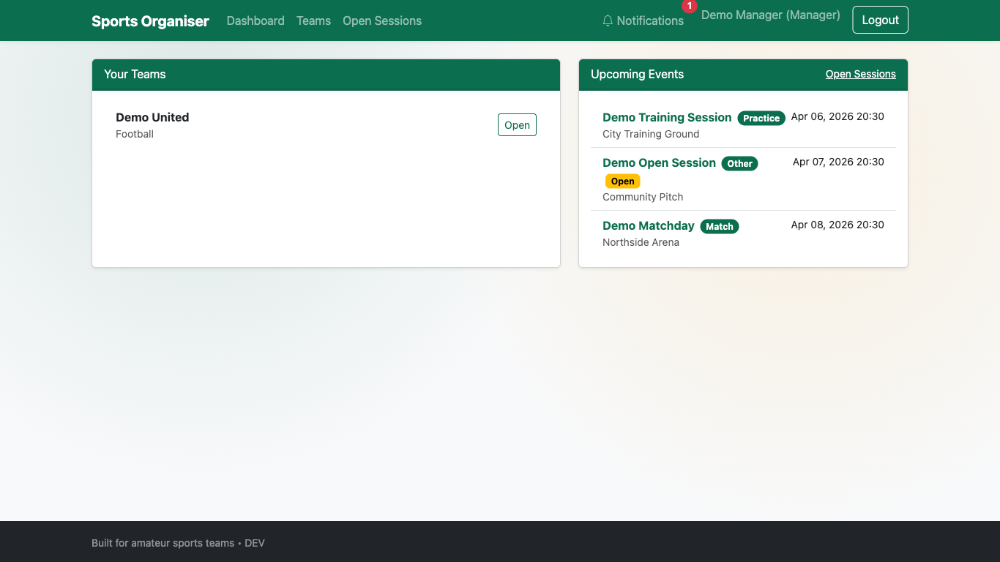 Sports Organiser Dashboard Teams Open Sessions Notifications 1 Demo Manager (Manager) Logout
Your Teams
Demo United
Football
Open
Upcoming Events Open Sessions
Demo Training Session Practice Apr 06, 2026 20:30
City Training Ground
Demo Open Session Other Apr 07, 2026 20:30
Open
Community Pitch
Demo Matchday Match Apr 08, 2026 20:30
Northside Arena
Built for amateur sports teams • DEV